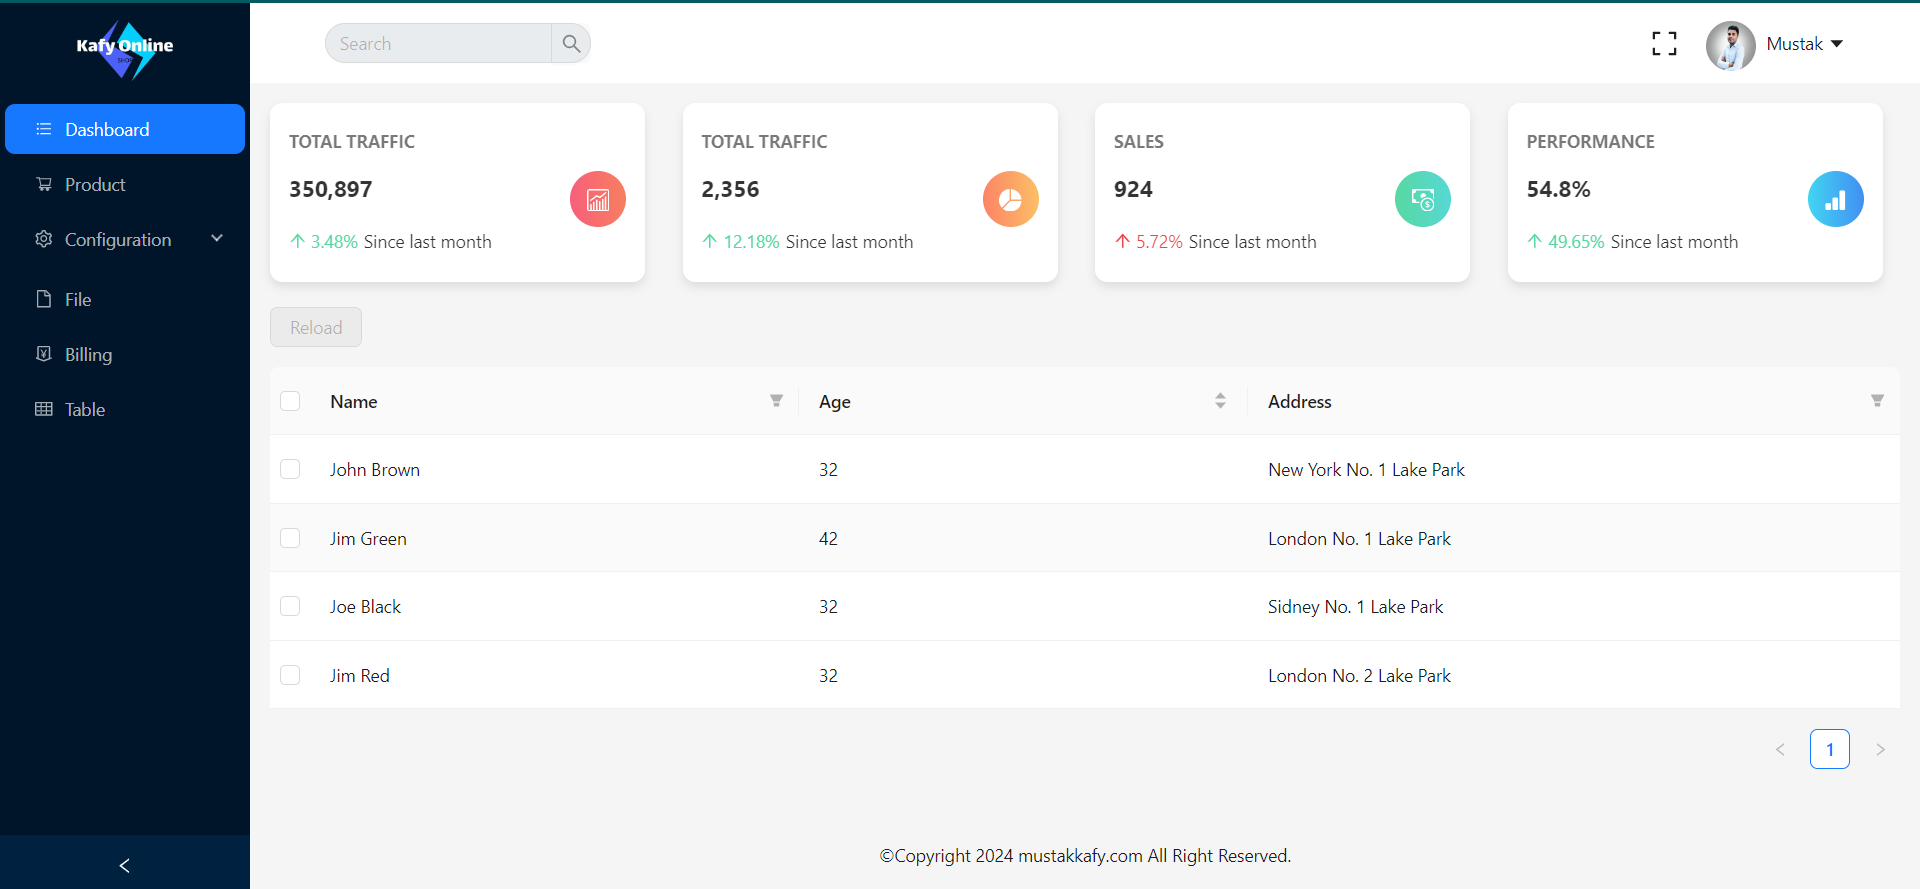 Kafy Online
SHOP
Search
Mustak
Dashboard
Product
Configuration
File
Billing
Table
TOTAL TRAFFIC
350,897
3.48% Since last month
TOTAL TRAFFIC
2,356
12.18% Since last month
SALES
924
5.72% Since last month
PERFORMANCE
54.8%
49.65% Since last month
Reload
Name Age Address
John Brown 32 New York No. 1 Lake Park
Jim Green 42 London No. 1 Lake Park
Joe Black 32 Sidney No. 1 Lake Park
Jim Red 32 London No. 2 Lake Park
1
©Copyright 2024 mustakkafy.com All Right Reserved.